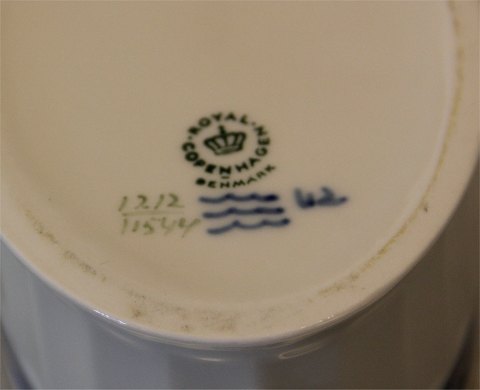 ROYAL
COPENHAGEN
DENMARK
1212
11544